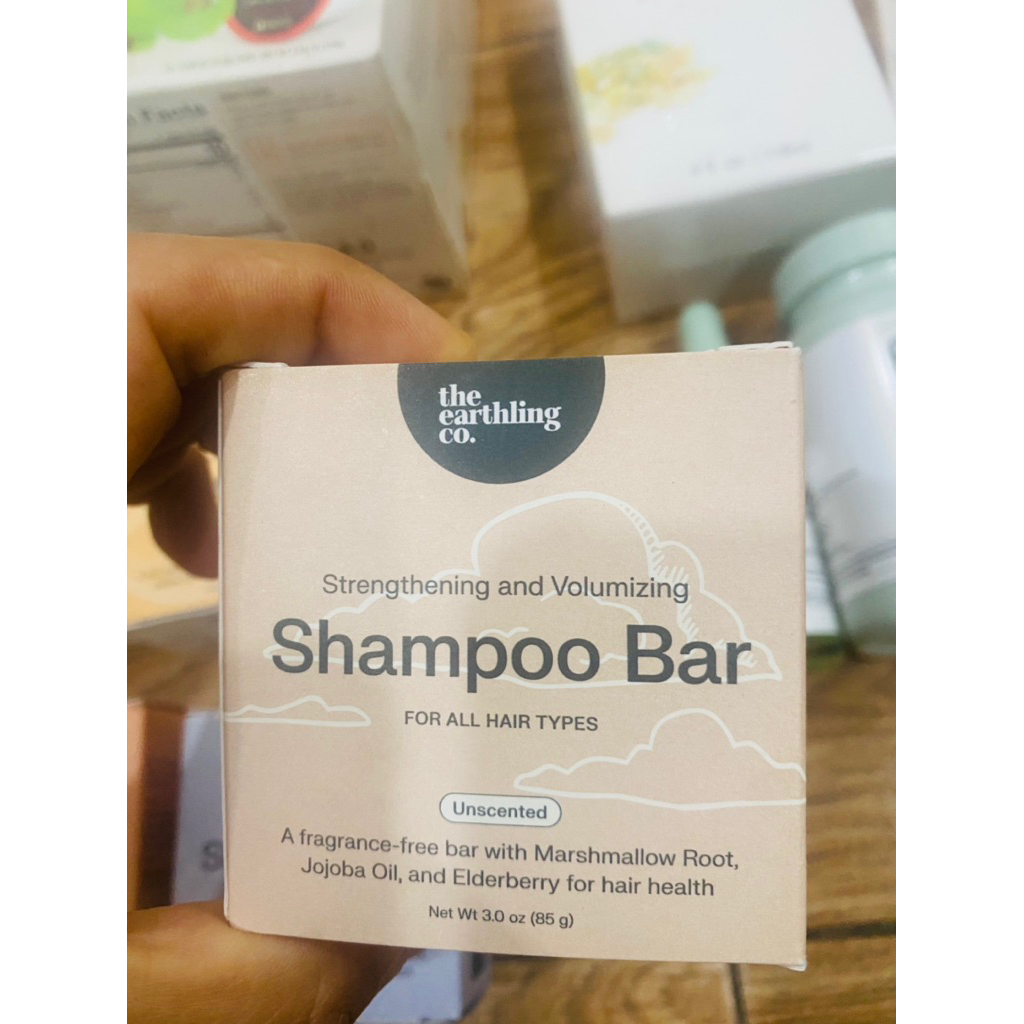 the
earthling
co.
Strengthening and Volumizing
Shampoo Bar
FOR ALL HAIR TYPES
Unscented
A fragrance-free bar with Marshmallow Root,
Jojoba Oil, and Elderberry for hair health
Net Wt 3.0 oz (85 g)